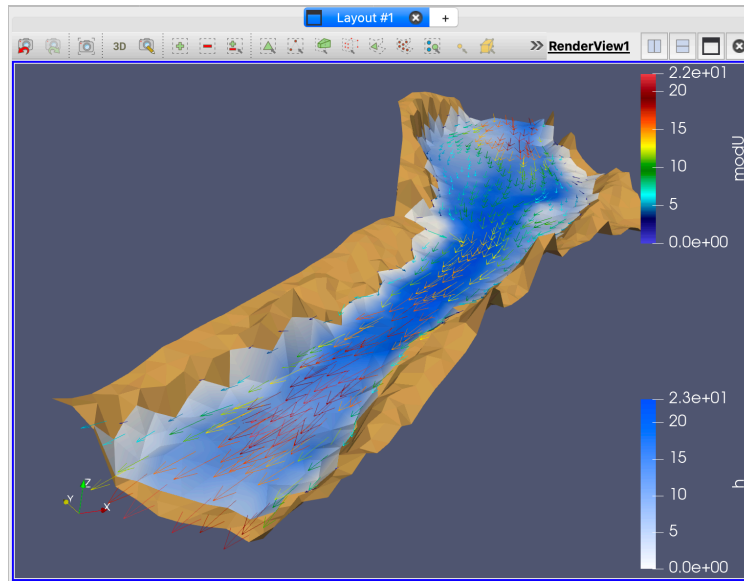 Layout #1
+
3D
RenderView1
2.2e+01
20
15
10
5
0.0e+00
modU
2.3e+01
20
15
10
5
0.0e+00
h
Z
Y
X